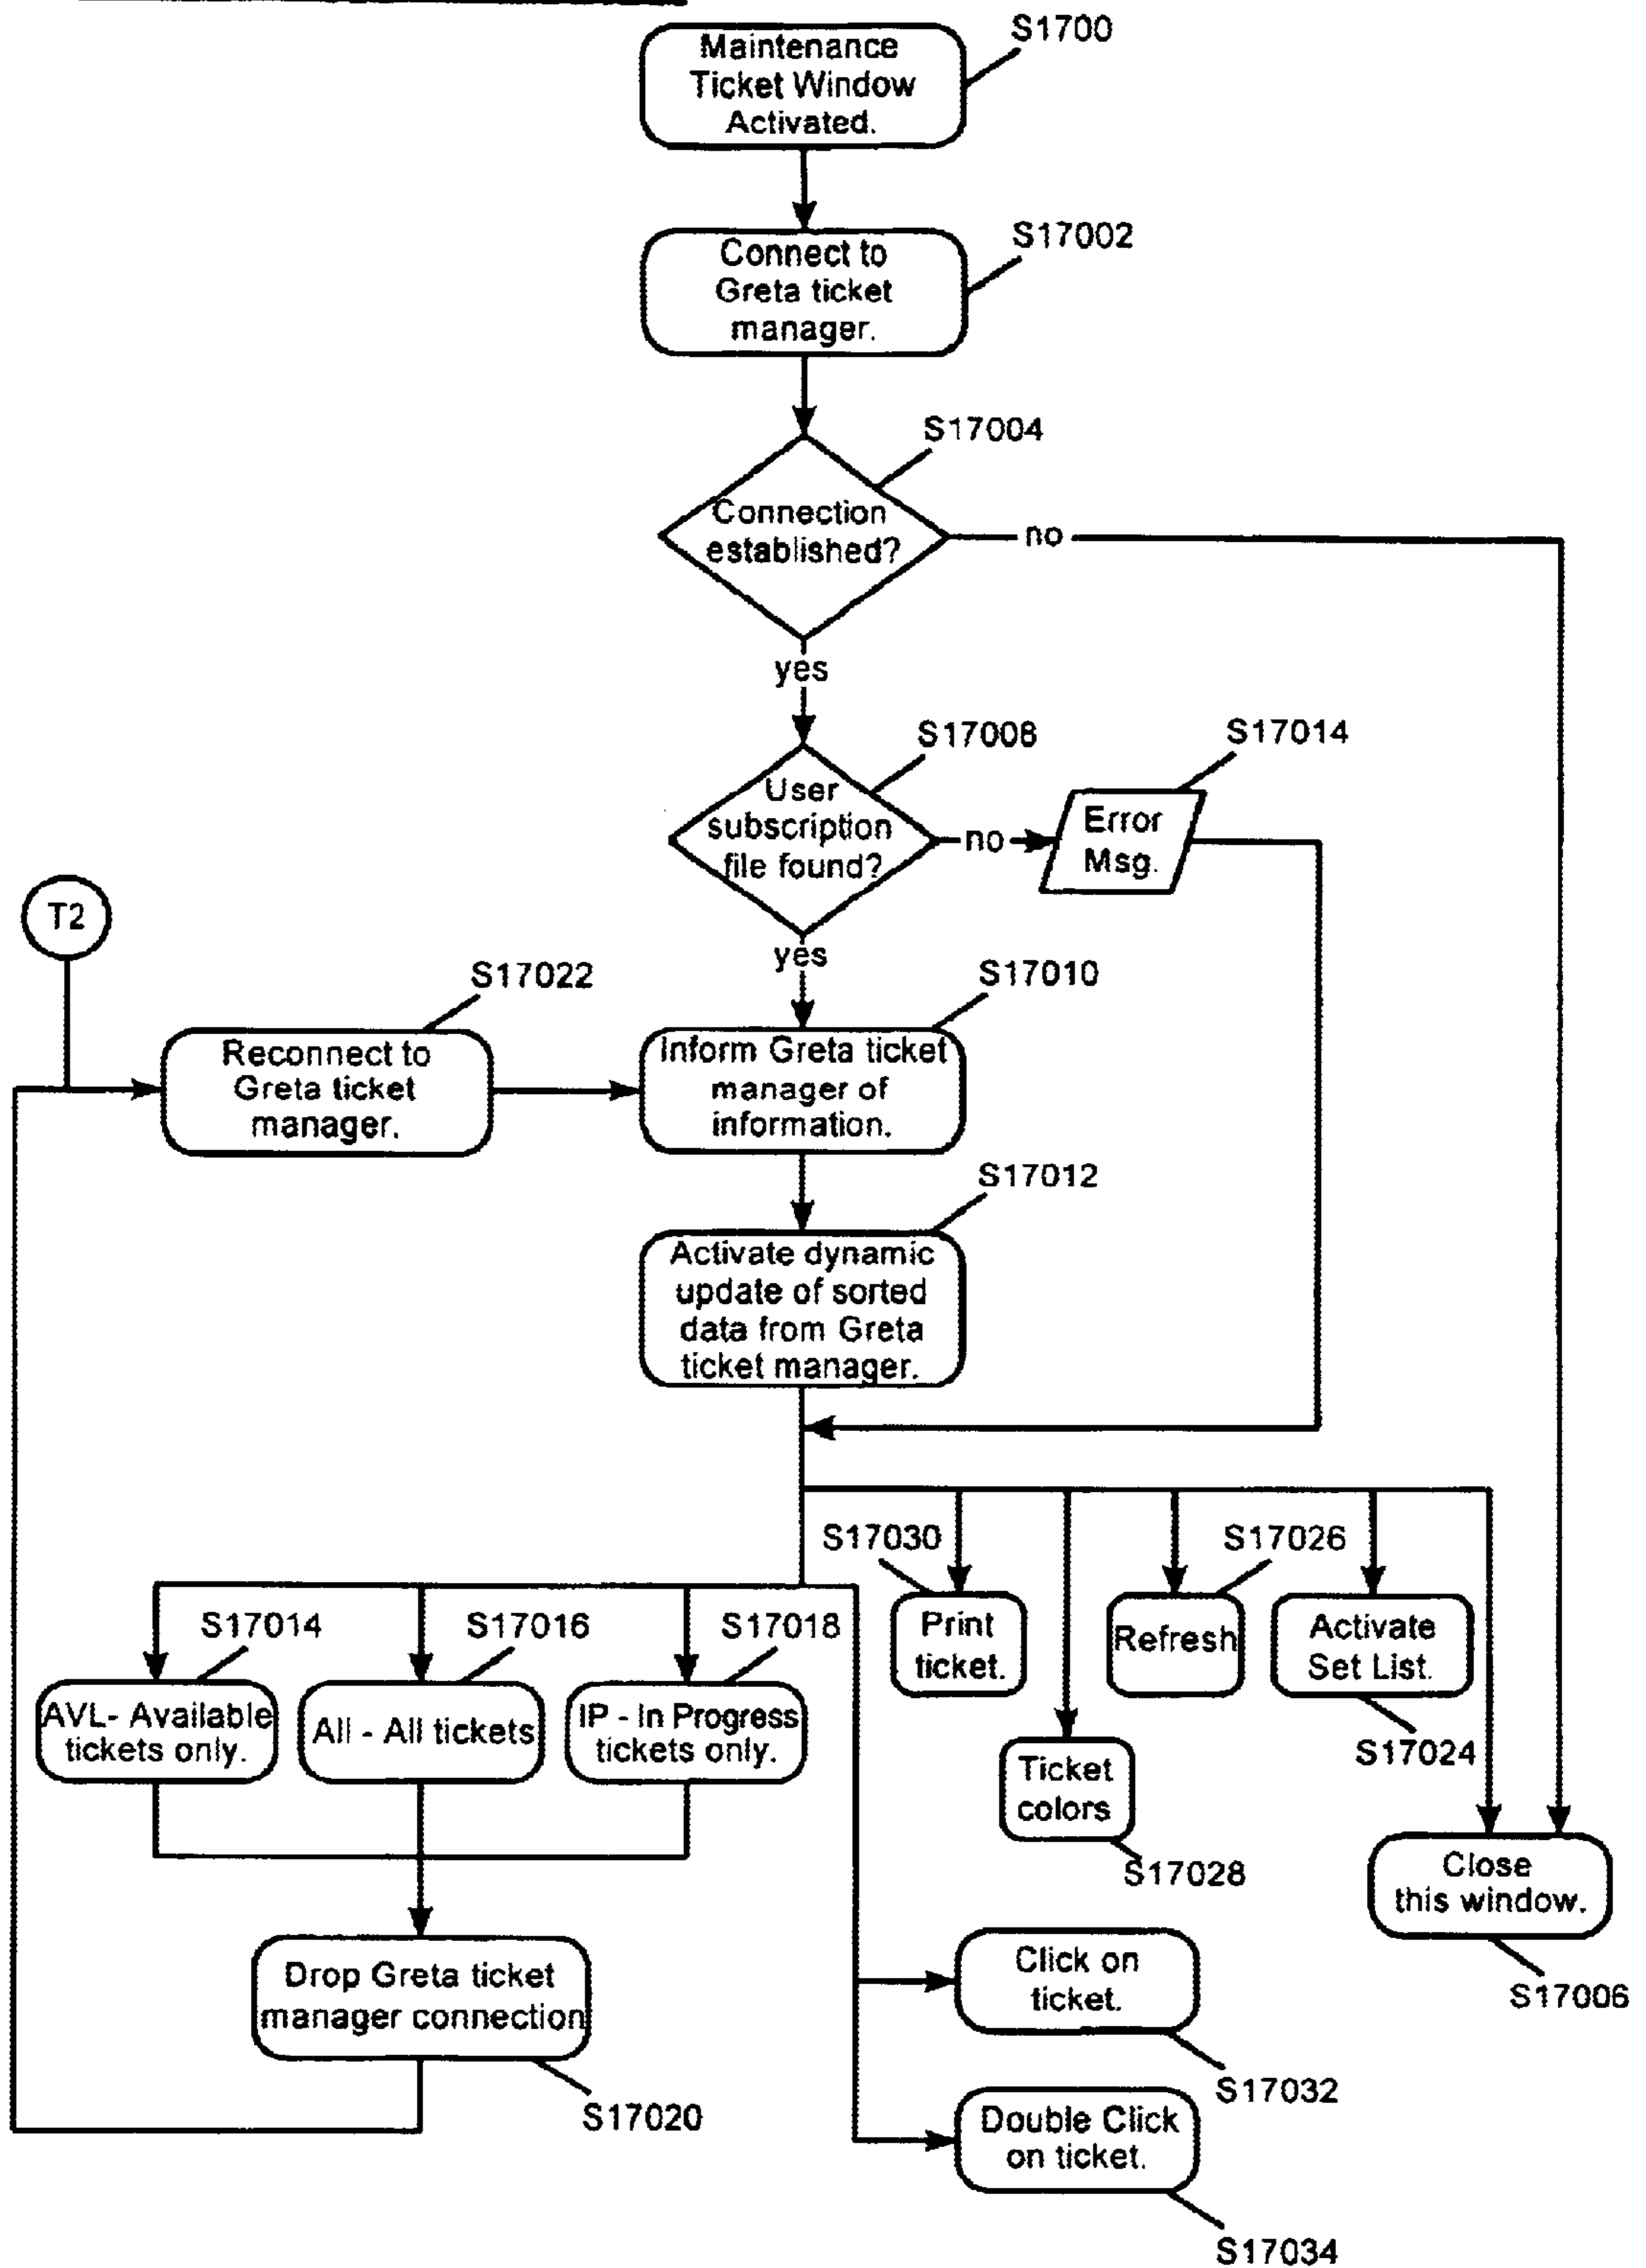 S1700
Maintenance
Ticket Window
Activated.
S17002
Connect to
Greta ticket
manager.
S17004
Connection
established?
no
yes
S17008
User
subscription
file found?
no
S17014
Error
Msg.
yes
T2
S17022
Reconnect to
Greta ticket
manager.
S17010
Inform Greta ticket
manager of
information.
S17012
Activate dynamic
update of sorted
data from Greta
ticket manager.
S17030
Print
ticket.
S17026
Refresh
Activate
Set List.
S17024
S17014
AVL- Available
tickets only.
S17016
All - All tickets
S17018
IP - In Progress
tickets only.
Ticket
colors
S17028
Close
this window.
S17006
Drop Greta ticket
manager connection
S17020
Click on
ticket.
S17032
Double Click
on ticket.
S17034